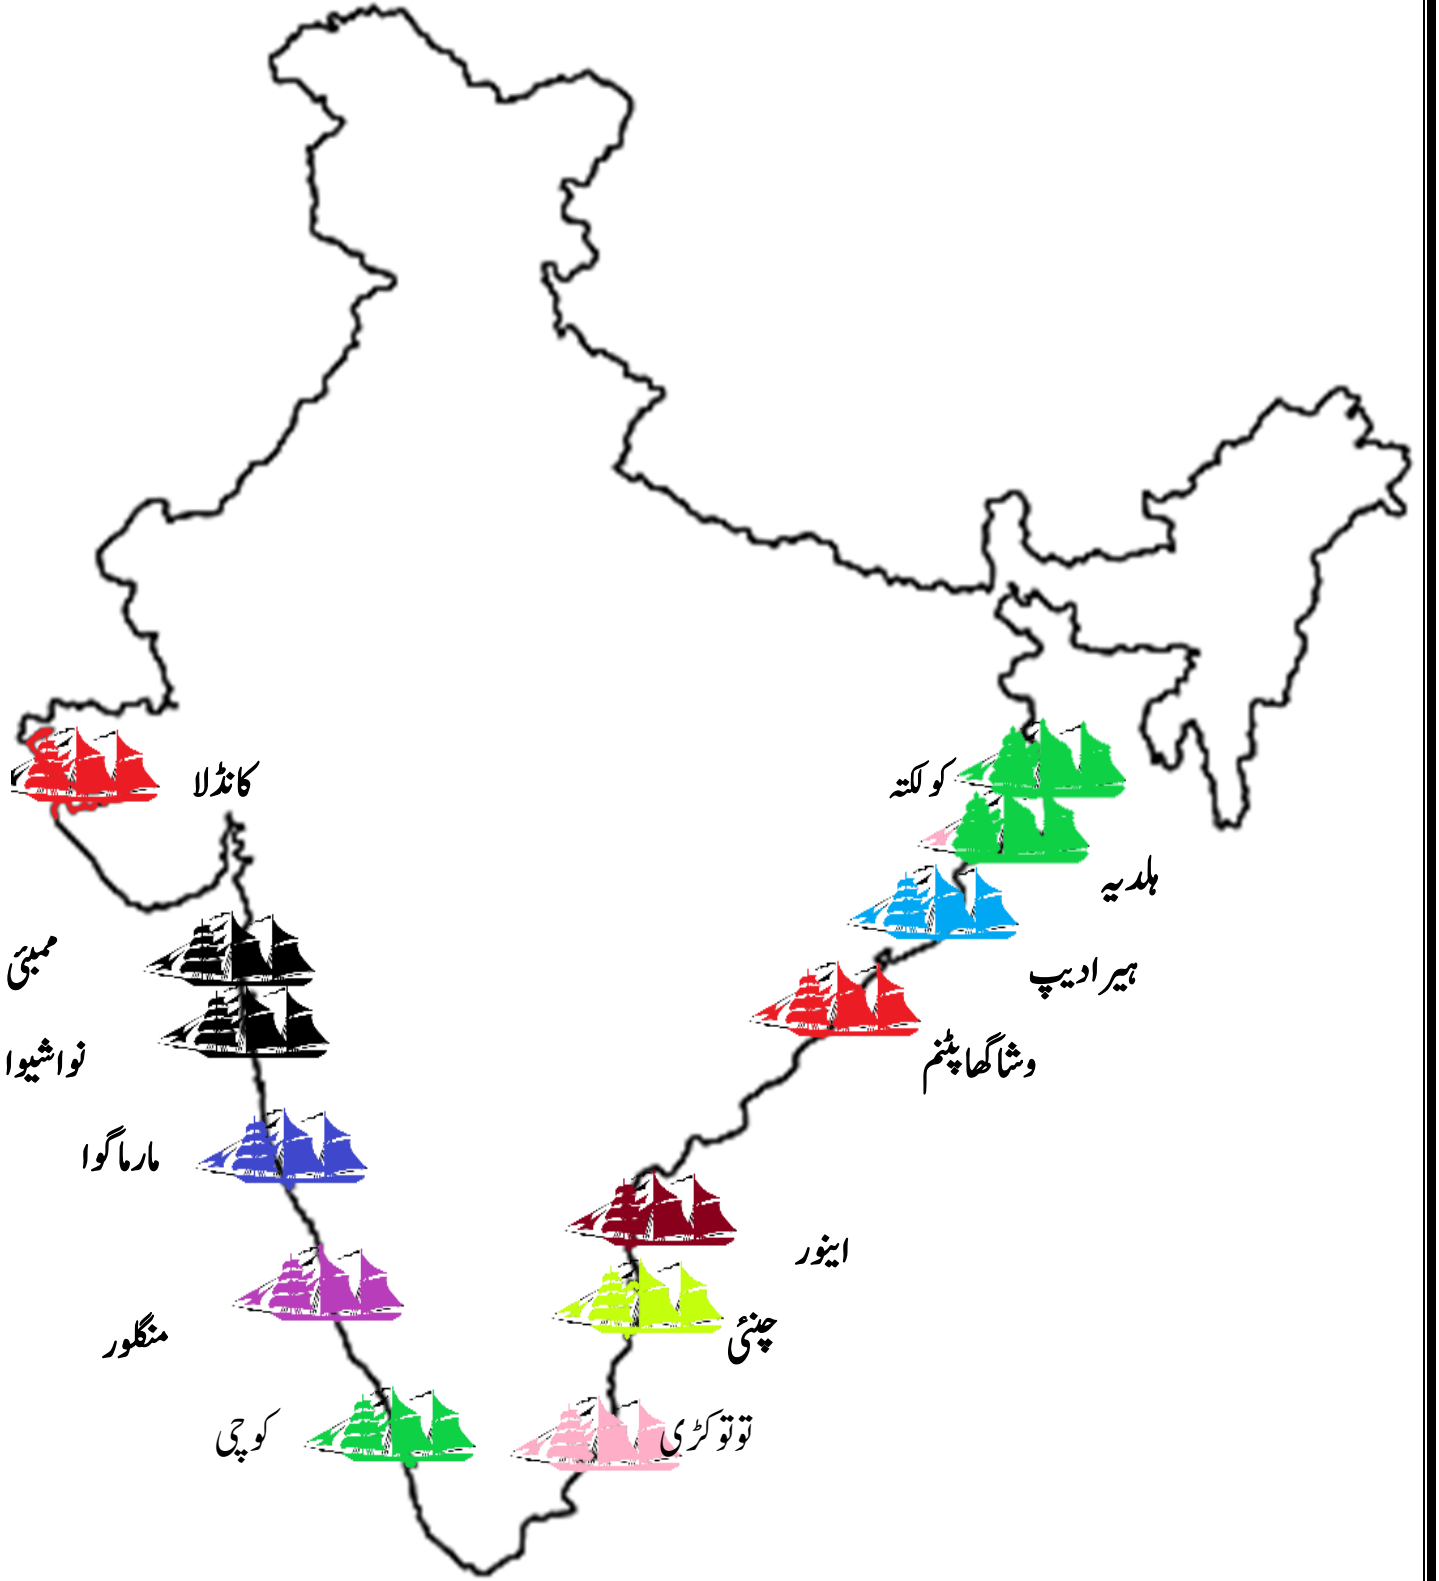 کانڈلا
کولکتہ
ہلدیہ
ممبئی
ہیرادیپ
نواشیوا
وشاگھاپٹنم
مارماگوا
اینور
منگلور
چنئی
کوچی
توتوکڑی